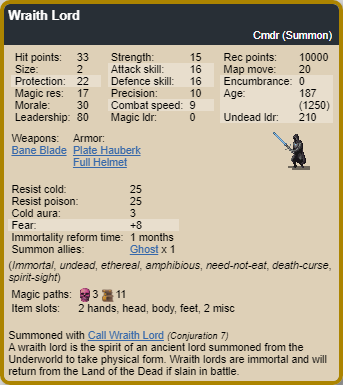 Wraith Lord
Cmdr (Summon)
Hit points: 33 Strength: 15 Rec points: 10000
Size: 2 Attack skill: 16 Map move: 20
Protection: 22 Defence skill: 16 Encumbrance: 0
Magic res: 17 Precision: 10 Age: 187
Morale: 30 Combat speed: 9 (1250)
Leadership: 80 Magic ldr: 0 Undead ldr: 210
Weapons: Armor:
Bane Blade Plate Hauberk
Full Helmet
Resist cold: 25
Resist poison: 25
Cold aura: 3
Fear: +8
Immortality reform time: 1 months
Summon allies: Ghost x 1
(Immortal, undead, ethereal, amphibious, need-not-eat, death-curse,
spirit-sight)
Magic paths: 3 11
Item slots: 2 hands, head, body, feet, 2 misc
Summoned with Call Wraith Lord (Conjuration 7)
A wraith lord is the spirit of an ancient lord summoned from the
Underworld to take physical form. Wraith lords are immortal and will
return from the Land of the Dead if slain in battle.